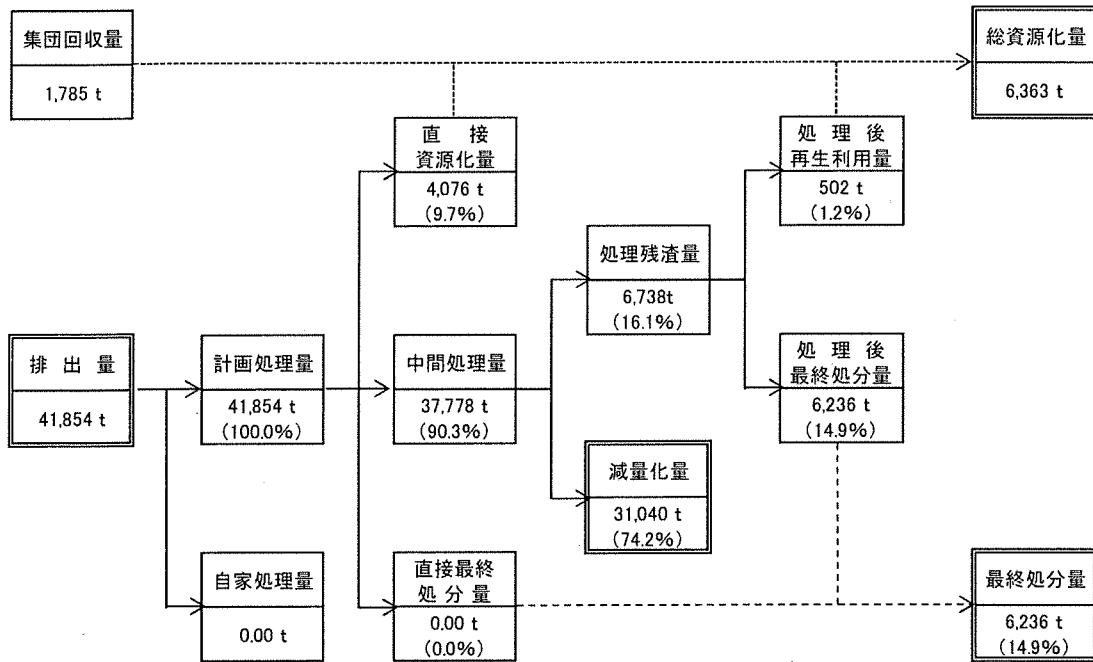 集団回収量
1,785 t
総資源化量
6,363 t
直接
資源化量
4,076 t
(9.7%)
処理後
再生利用量
502 t
(1.2%)
処理残渣量
6,738t
(16.1%)
排出量
41,854 t
計画処理量
41,854 t
(100.0%)
中間処理量
37,778 t
(90.3%)
処理後
最終処分量
6,236 t
(14.9%)
減量化量
31,040 t
(74.2%)
自家処理量
0.00 t
直接最終
処分量
0.00 t
(0.0%)
最終処分量
6,236 t
(14.9%)